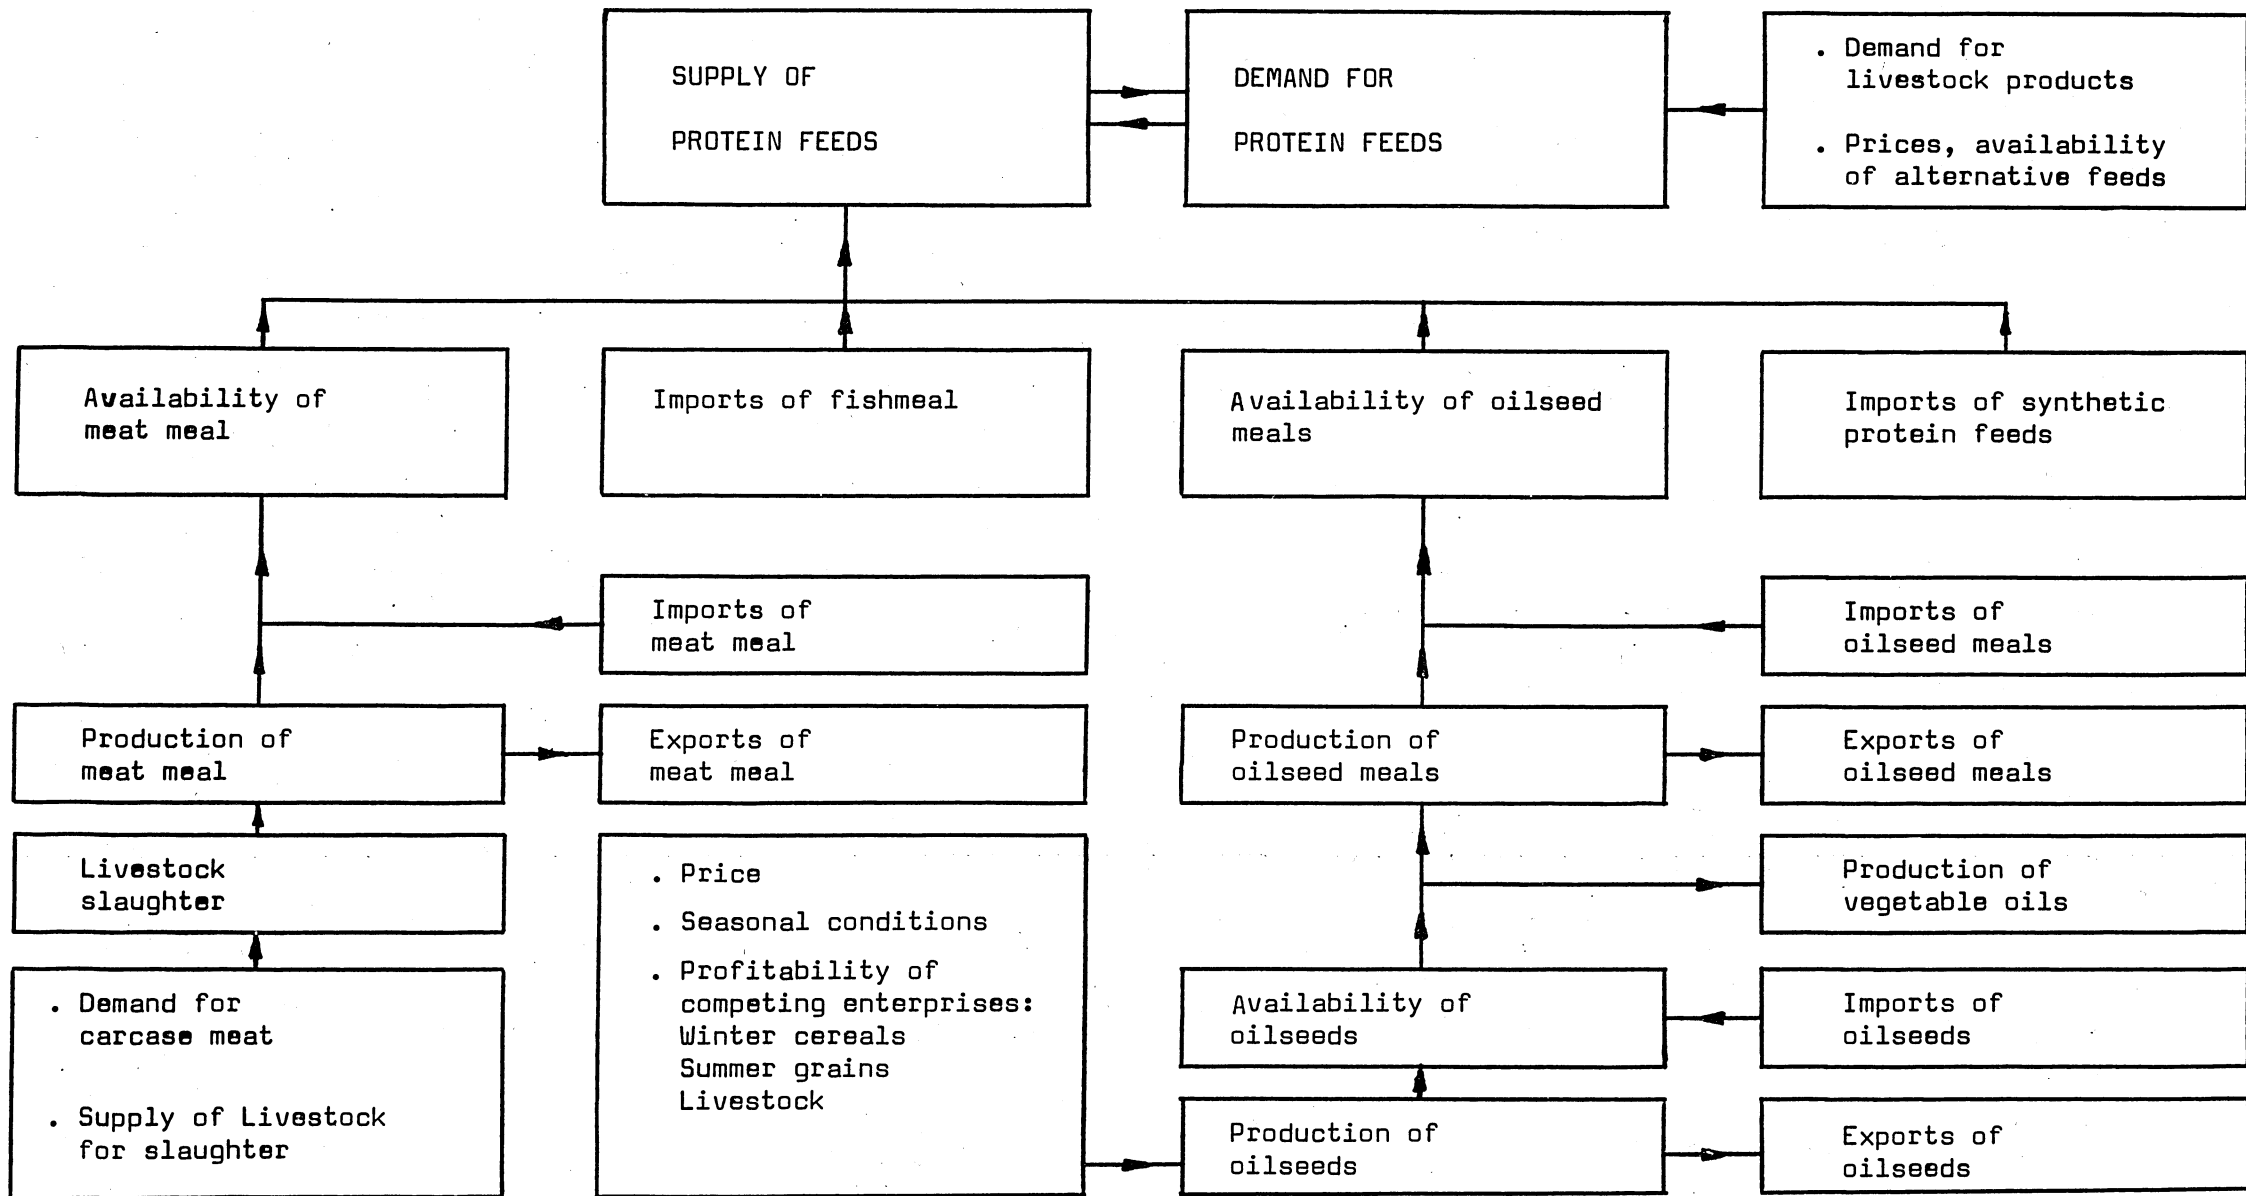 SUPPLY OF
PROTEIN FEEDS
DEMAND FOR
PROTEIN FEEDS
. Demand for
livestock products
. Prices, availability
of alternative feeds
Availability of
meat meal
Imports of fishmeal
Availability of oilseed
meals
Imports of synthetic
protein feeds
Imports of
meat meal
Imports of
oilseed meals
Production of
meat meal
Exports of
meat meal
Production of
oilseed meals
Exports of
oilseed meals
Livestock
slaughter
. Price
. Seasonal conditions
. Profitability of
competing enterprises:
Winter cereals
Summer grains
Livestock
Production of
vegetable oils
. Demand for
carcase meat
. Supply of Livestock
for slaughter
Availability of
oilseeds
Imports of
oilseeds
Production of
oilseeds
Exports of
oilseeds